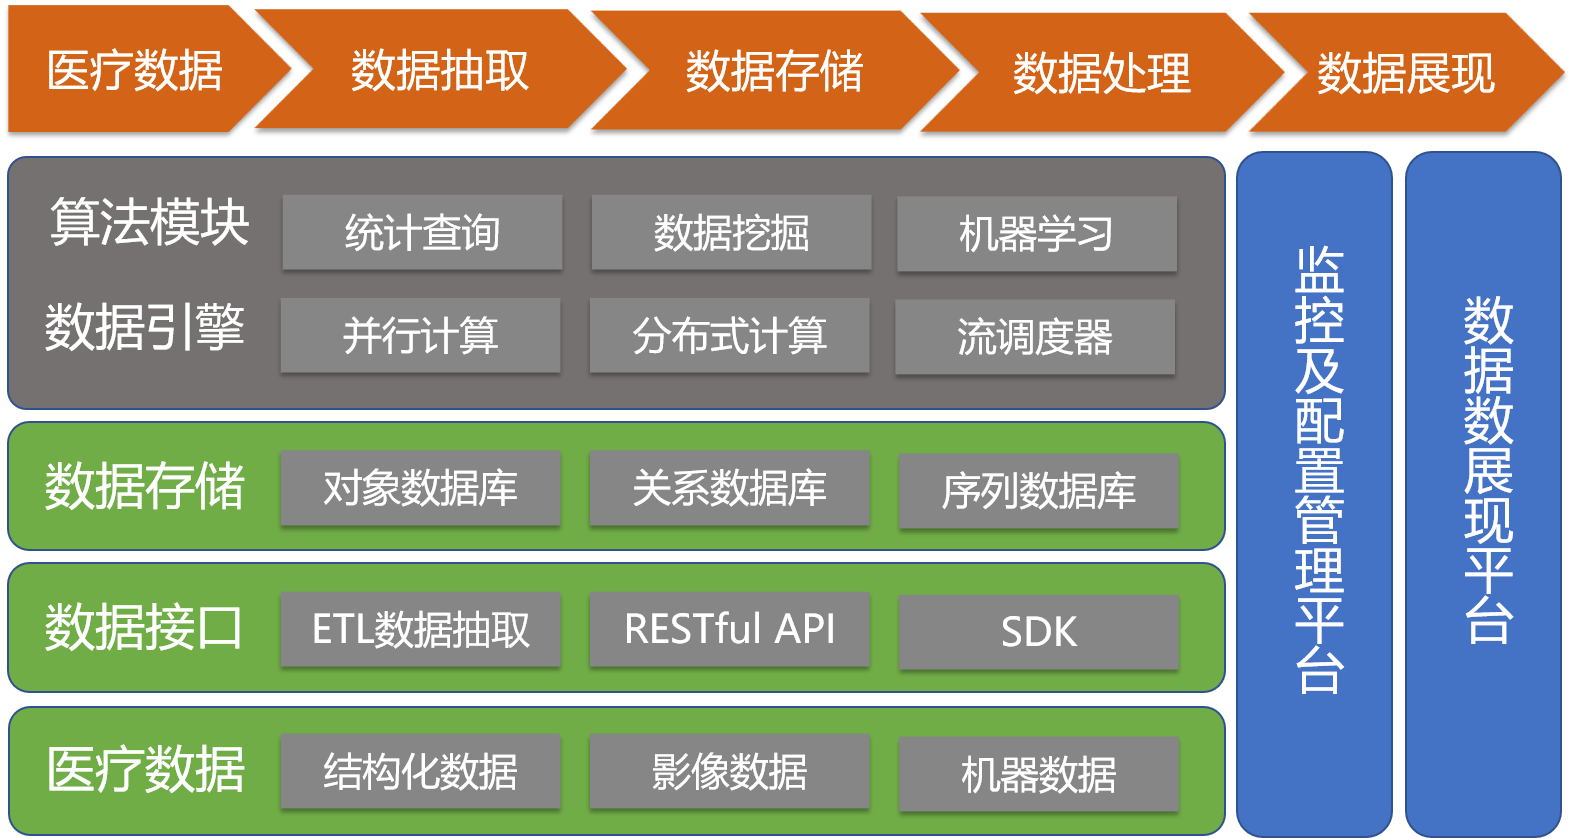 医疗数据
数据抽取
数据存储
数据处理
数据展现
算法模块
统计查询
数据挖掘
机器学习
数据引擎
并行计算
分布式计算
流调度器
数据存储
对象数据库
关系数据库
序列数据库
数据接口
ETL数据抽取
RESTful API
SDK
医疗数据
结构化数据
影像数据
机器数据
监控及配置管理平台
数据数展现平台